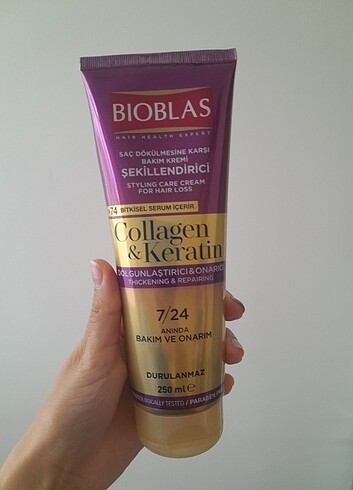 BIOBLAS
HAIR HEALTH EXPERT
SAÇ DÖKÜLMESİNE KARŞI
BAKIM KREMİ
ŞEKİLLENDİRİCİ
STYLING CARE CREAM
FOR HAIR LOSS
BİTKİSEL SERUM İÇERİR
Collagen
& Keratin
DOLGUNLAŞTIRICI & ONARICI
THICKENING & REPAIRING
7/24
ANINDA
BAKIM VE ONARIM
DURULANMAZ
250 ml e
TESTED / PARABEN